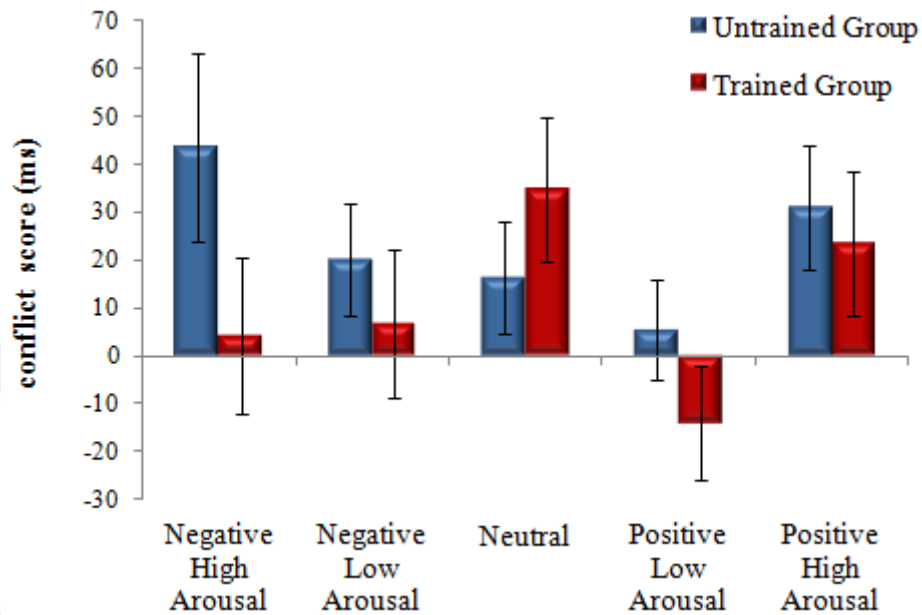 70
60
50
40
30
20
10
0
-10
-20
-30
conflict score (ms)
Untrained Group
Trained Group
Negative
High
Arousal
Negative
Low
Arousal
Neutral
Positive
Low
Arousal
Positive
High
Arousal